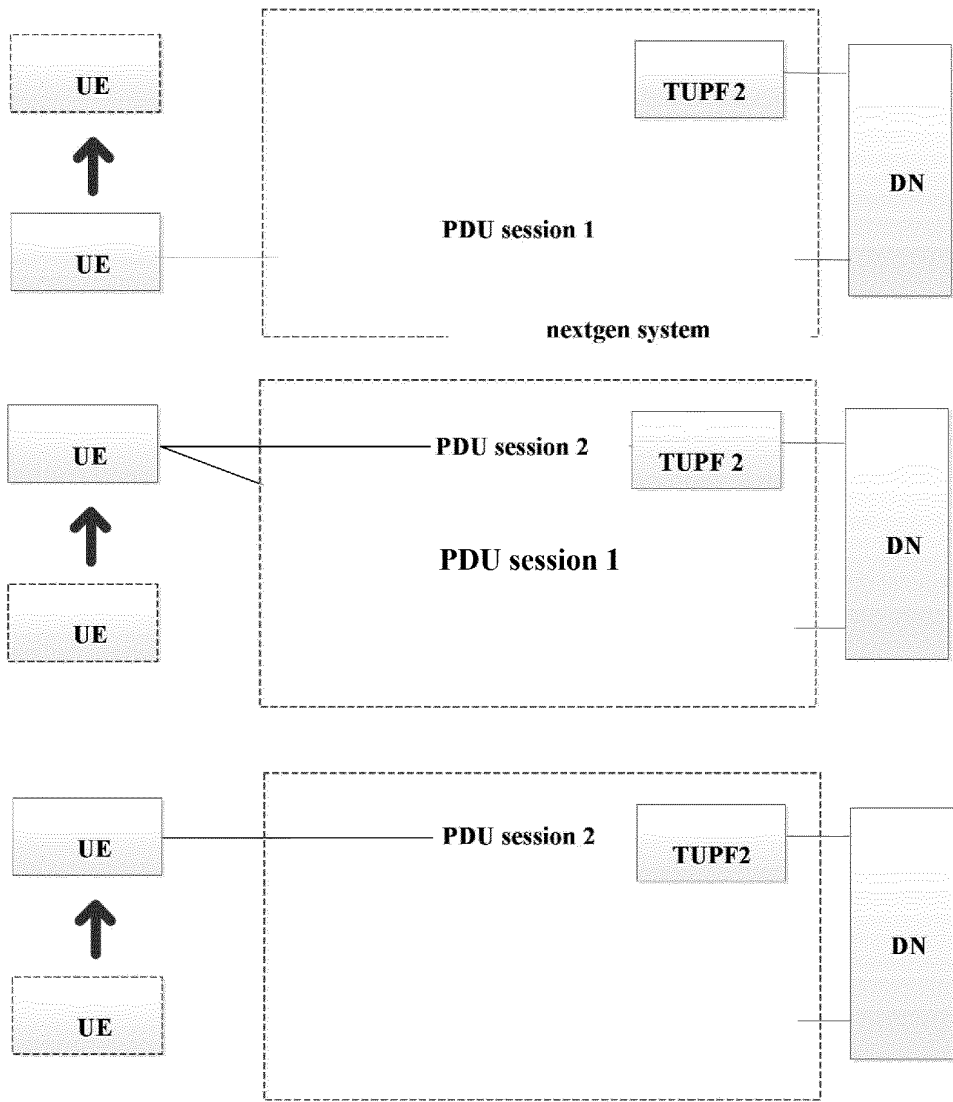 UE
TUPF 2
DN
PDU session 1
UE
nextgen system
UE
PDU session 2
TUPF 2
DN
PDU session 1
UE
UE
PDU session 2
TUPF2
DN
UE